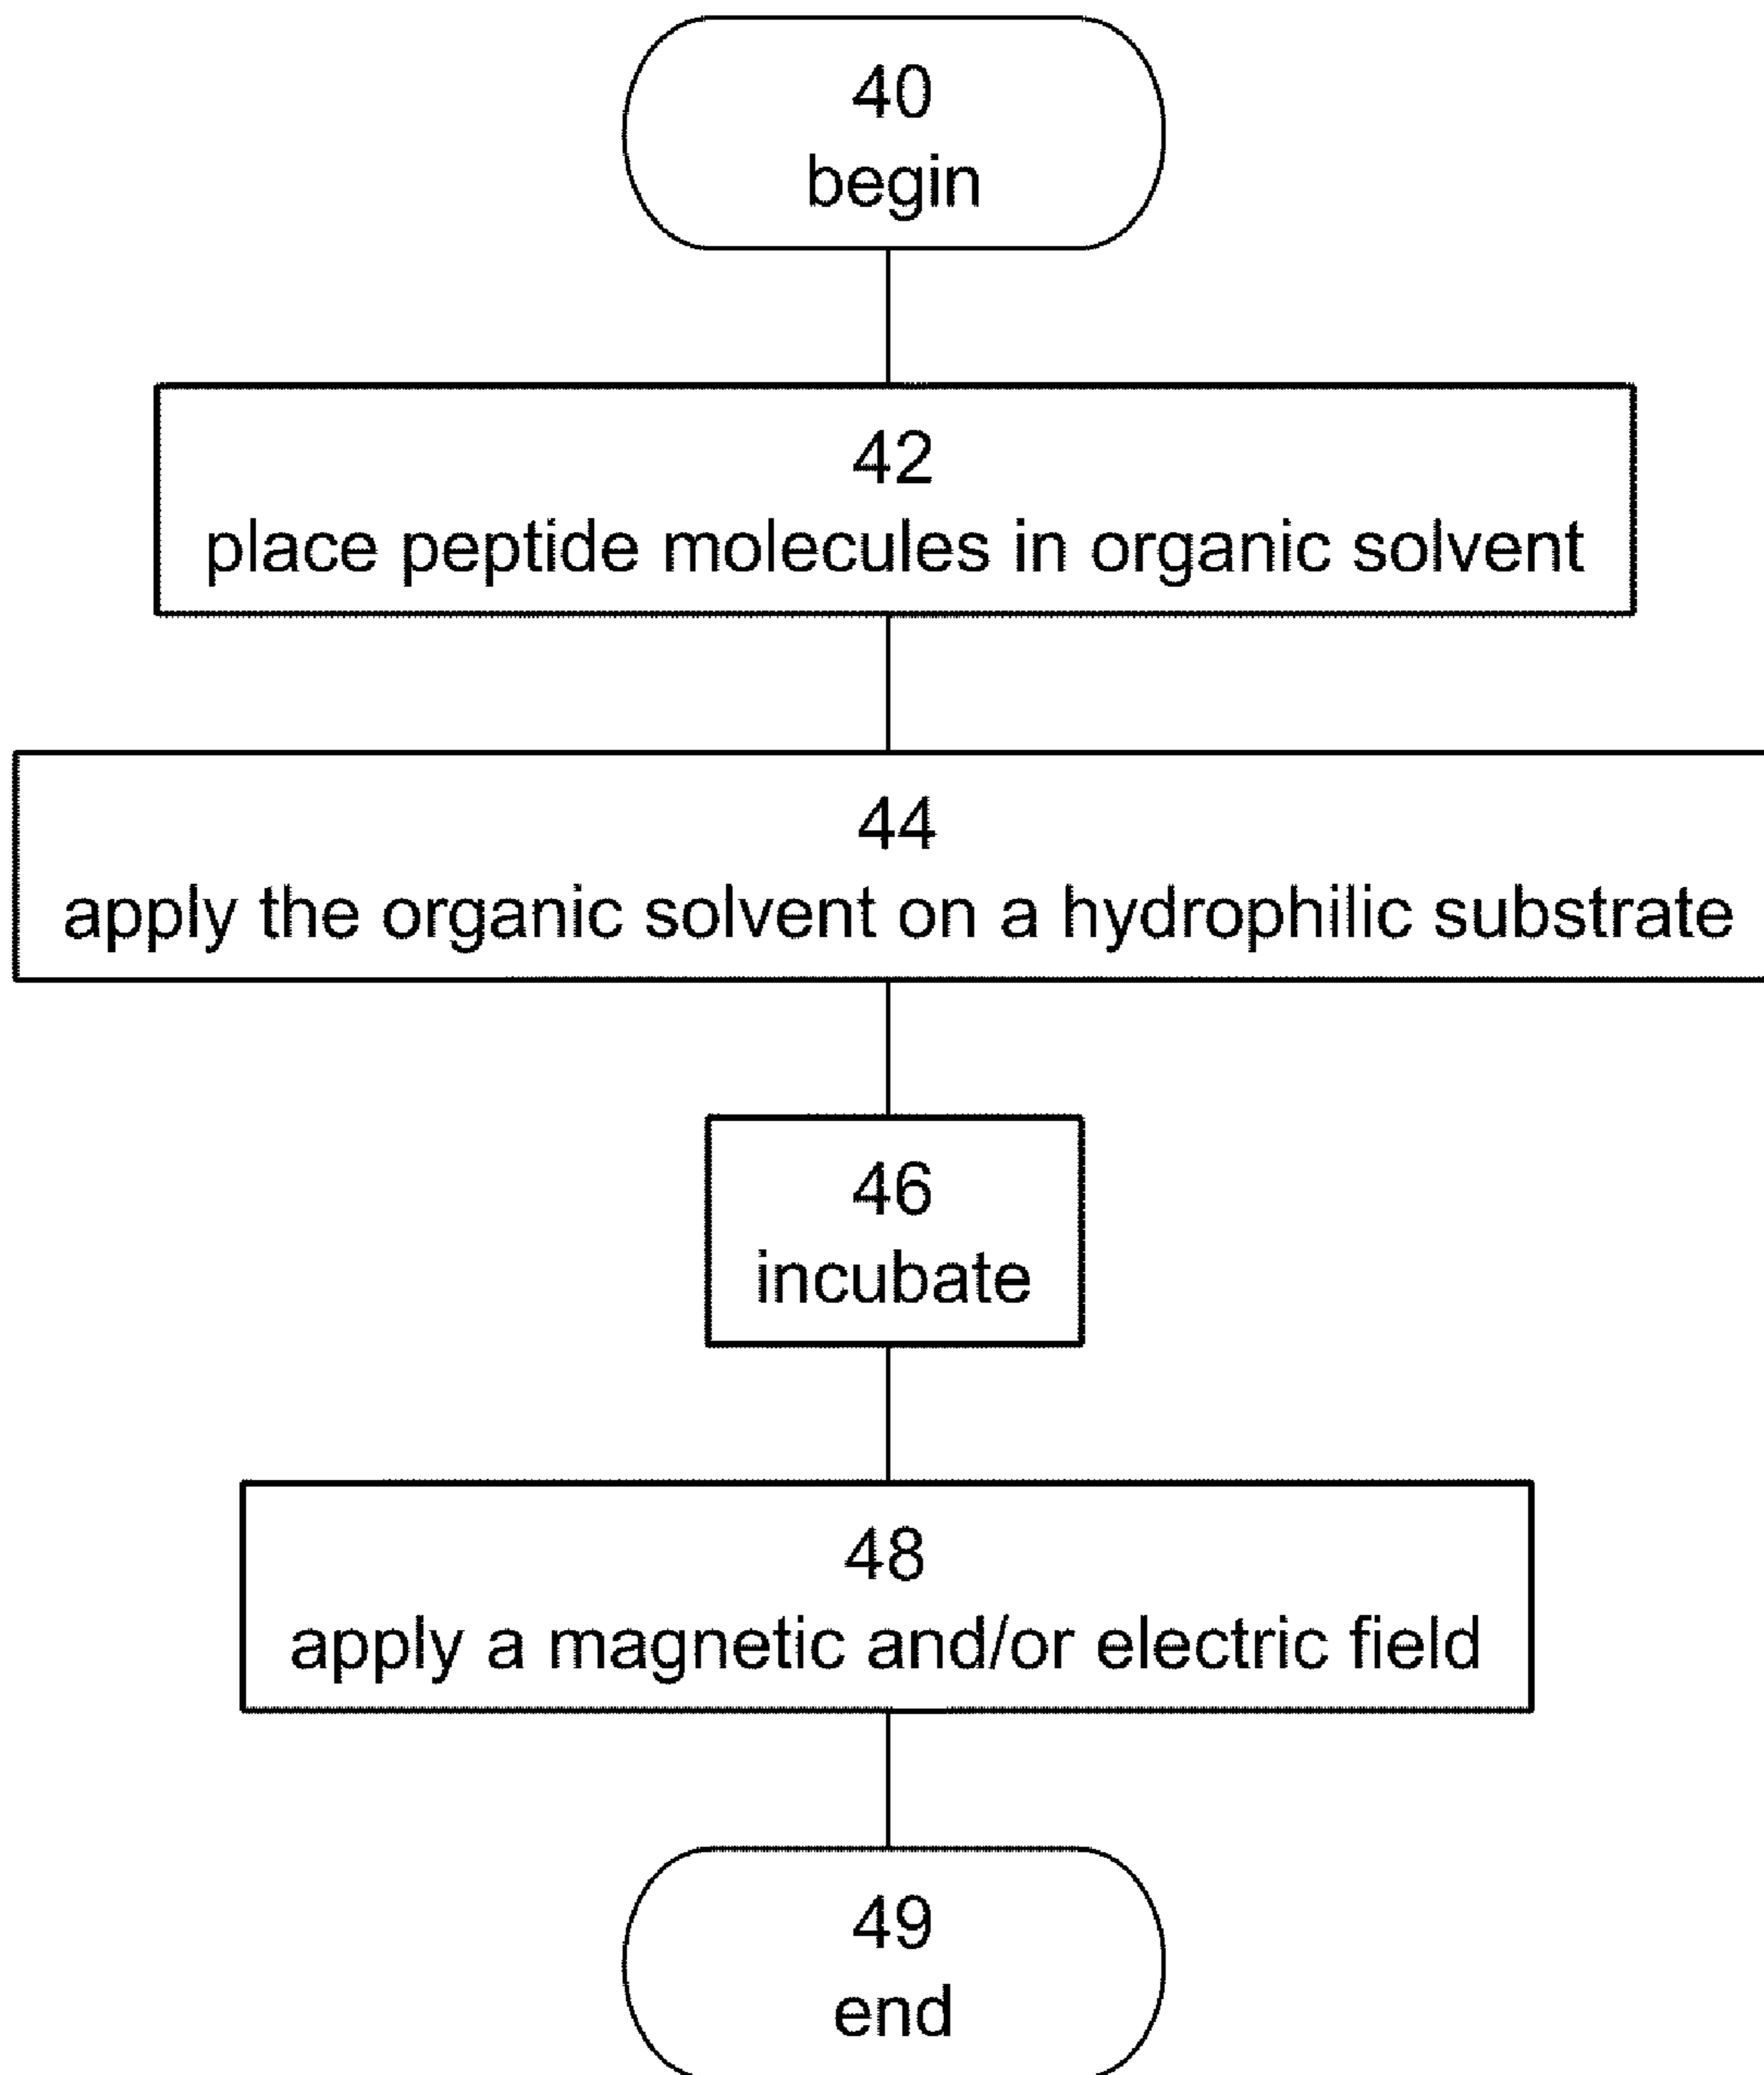 40
begin
42
place peptide molecules in organic solvent
44
apply the organic solvent on a hydrophilic substrate
46
incubate
48
apply a magnetic and/or electric field
49
end